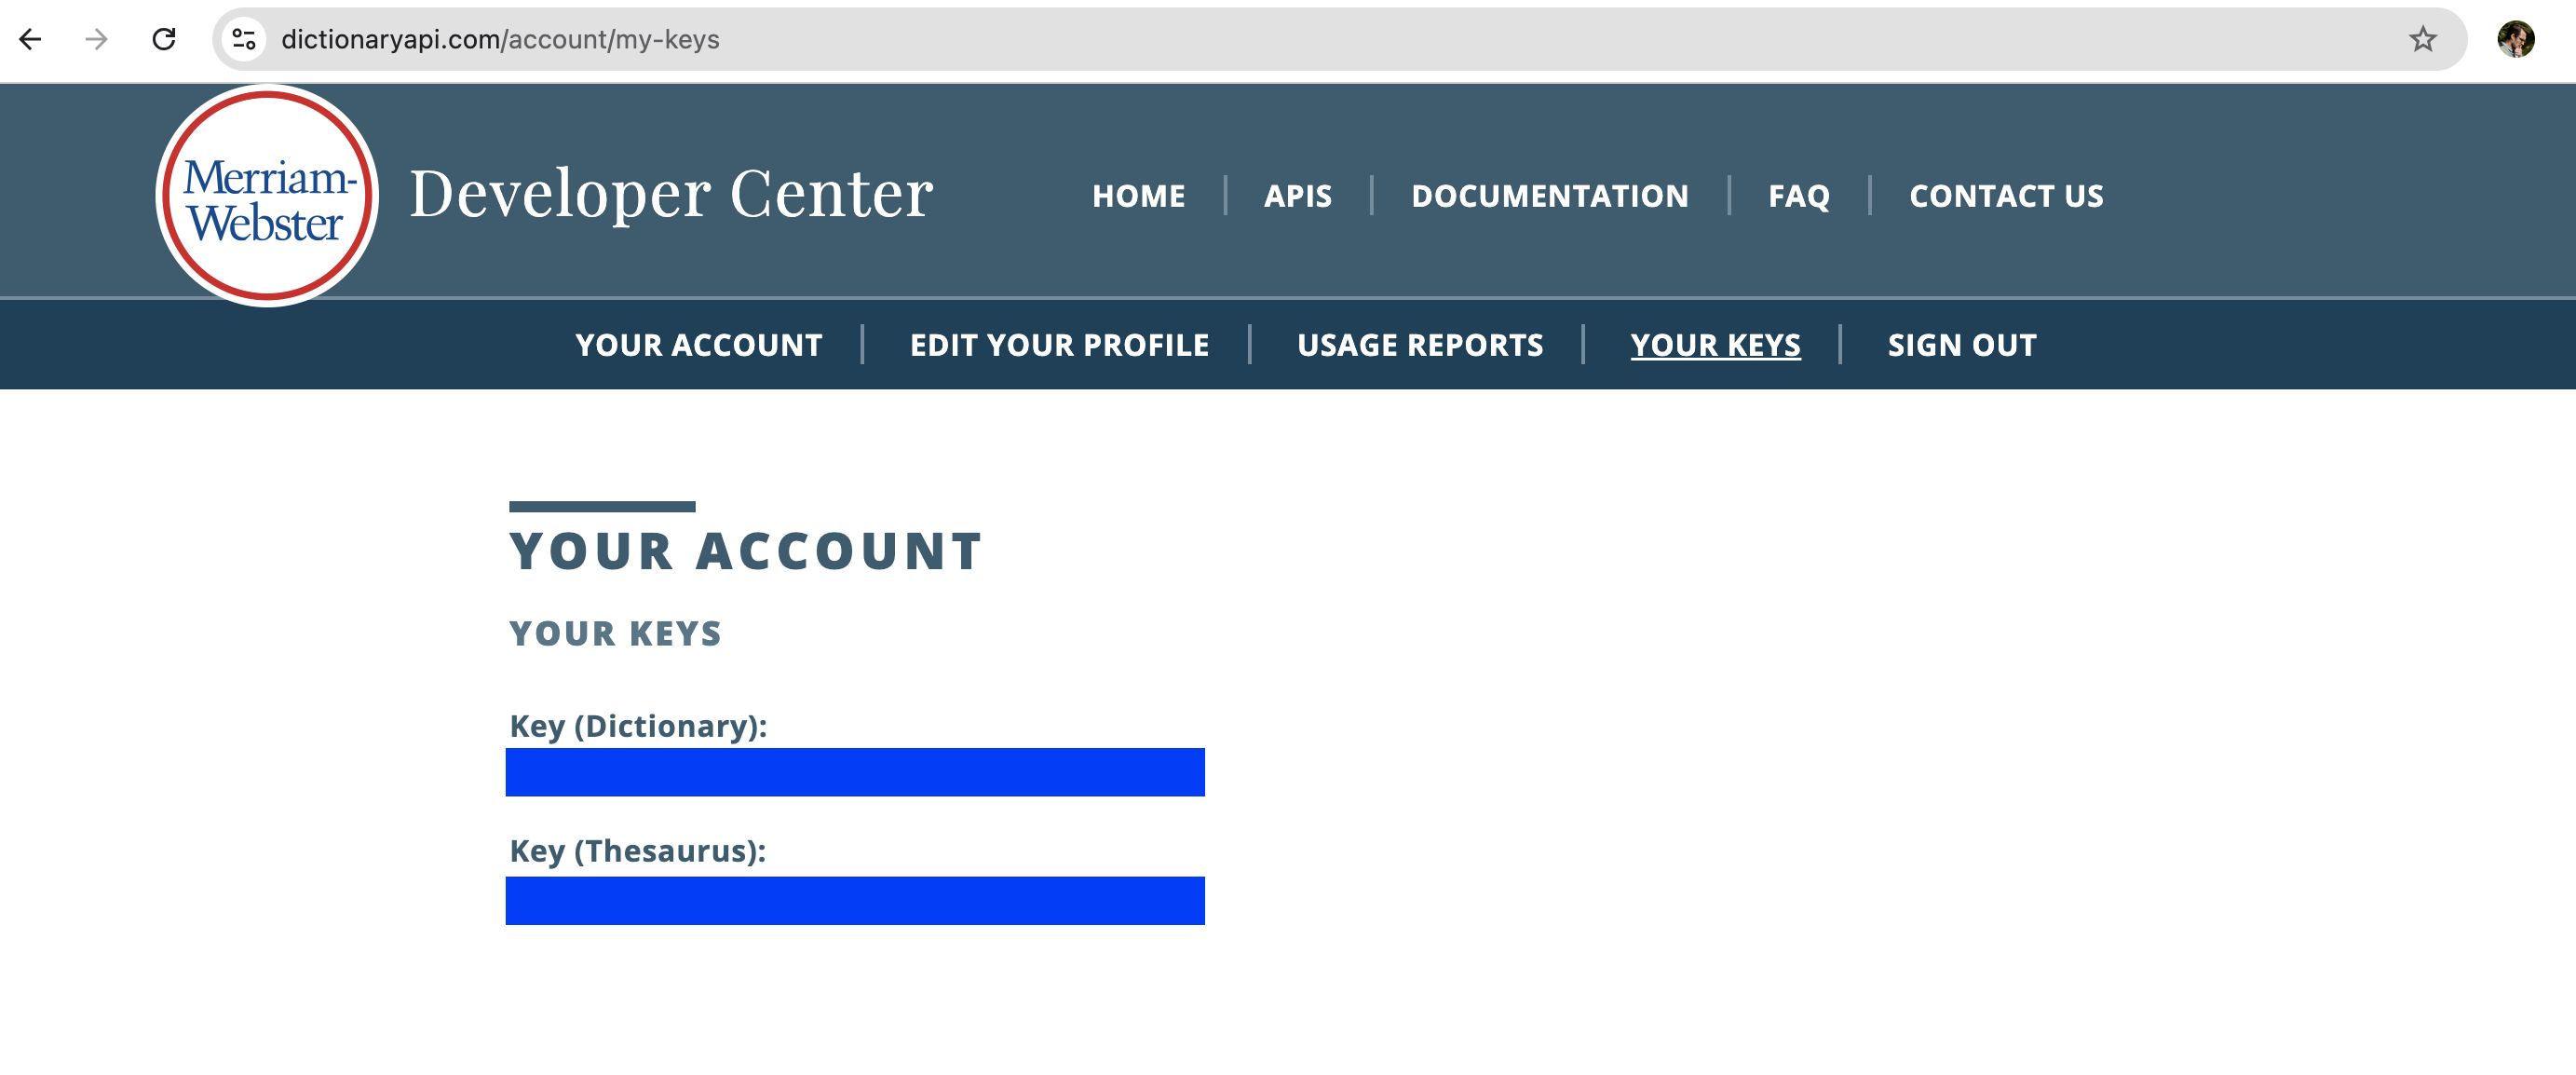 dictionaryapi.com/account/my-keys
Merriam-
Webster
Developer Center
HOME
APIS
DOCUMENTATION
FAQ
CONTACT US
YOUR ACCOUNT
EDIT YOUR PROFILE
USAGE REPORTS
YOUR KEYS
SIGN OUT
YOUR ACCOUNT
YOUR KEYS
Key (Dictionary):
Key (Thesaurus):